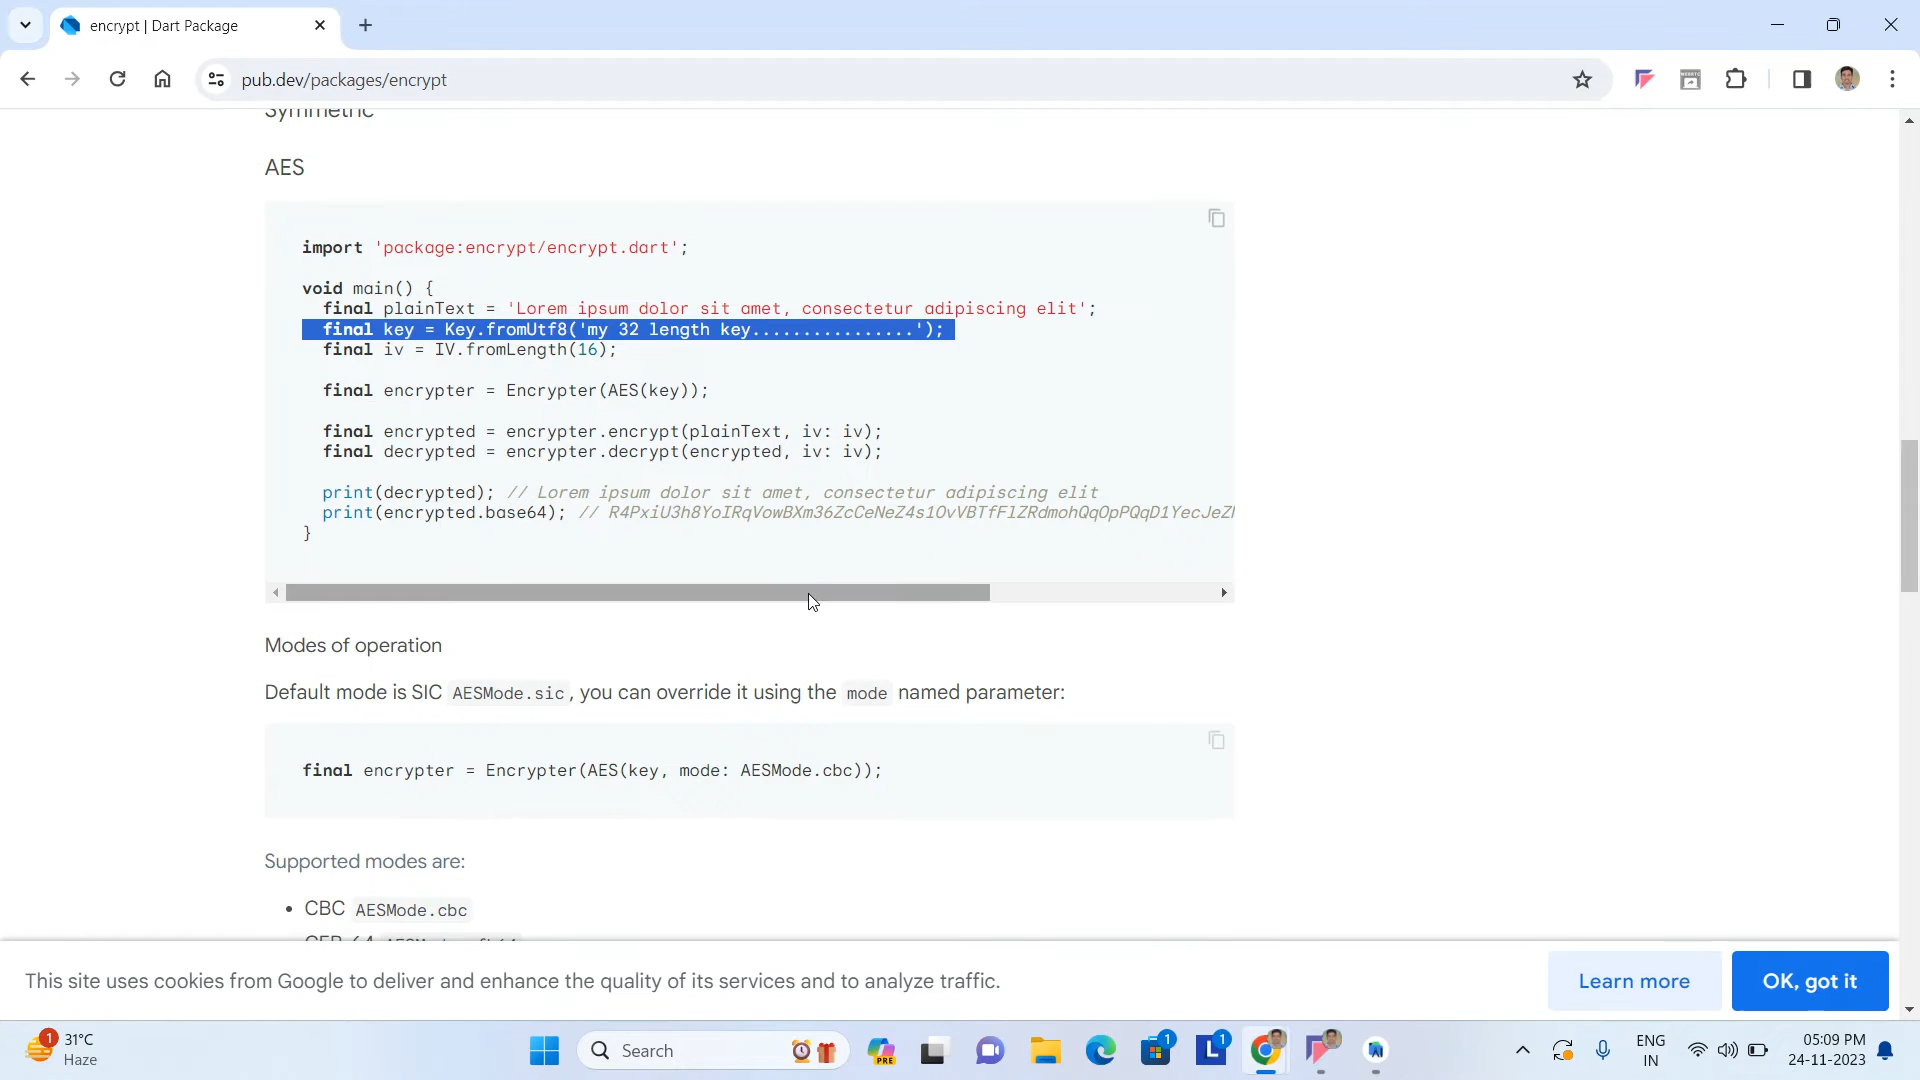 encrypt | Dart Package
pub.dev/packages/encrypt
Symmetric
AES
import 'package:encrypt/encrypt.dart';
void main() {
final plainText = 'Lorem ipsum dolor sit amet, consectetur adipiscing elit';
final key = Key.fromUtf8('my 32 length key................');
final iv = IV.fromLength(16);
final encrypter = Encrypter(AES(key));
final encrypted = encrypter.encrypt(plainText, iv: iv);
final decrypted = encrypter.decrypt(encrypted, iv: iv);
print(decrypted); // Lorem ipsum dolor sit amet, consectetur adipiscing elit
print(encrypted.base64); //
}
Modes of operation
Default mode is SIC AESMode.sic, you can override it using the mode named parameter:
final encrypter = Encrypter(AES(key, mode: AESMode.cbc));
Supported modes are:
• CBC AESMode.cbc
This site uses cookies from Google to deliver and enhance the quality of its services and to analyze traffic.
Learn more
OK, got it
1
31°C
Haze
Search
PRE
1
L
1
ENG
IN
05:09 PM
24-11-2023